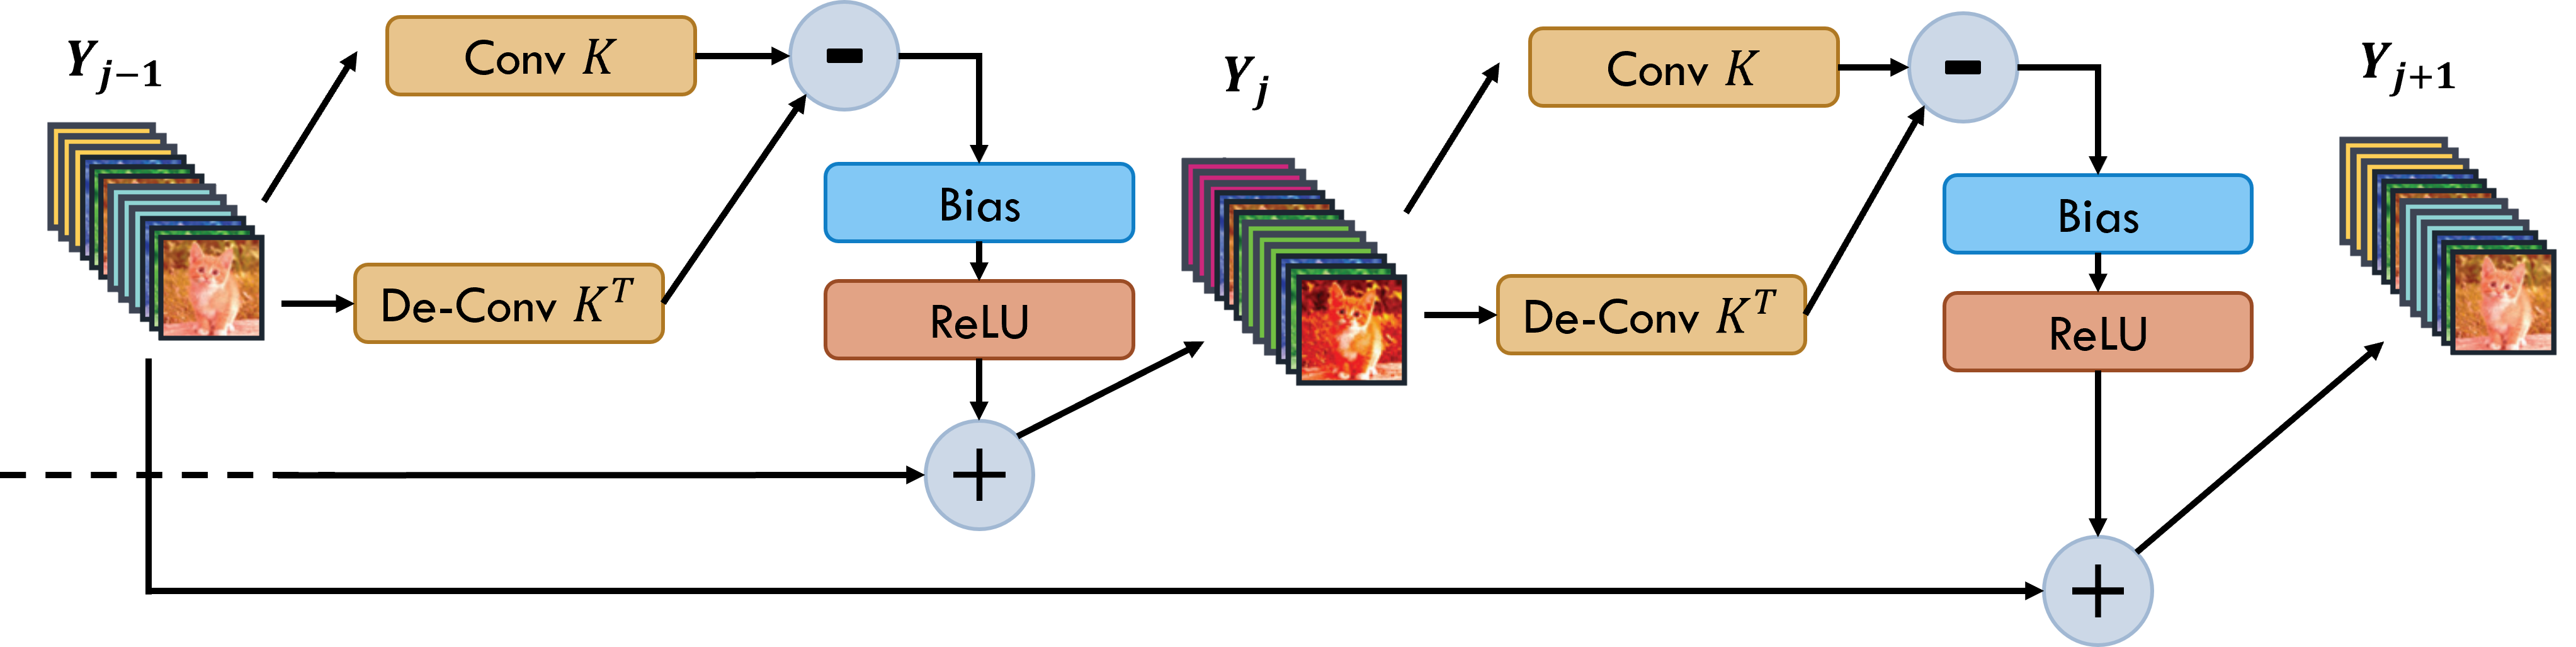 Y_{j-1}
Conv K
-
De-Conv K^T
Bias
ReLU
+
Y_j
Conv K
-
De-Conv K^T
Bias
ReLU
+
Y_{j+1}